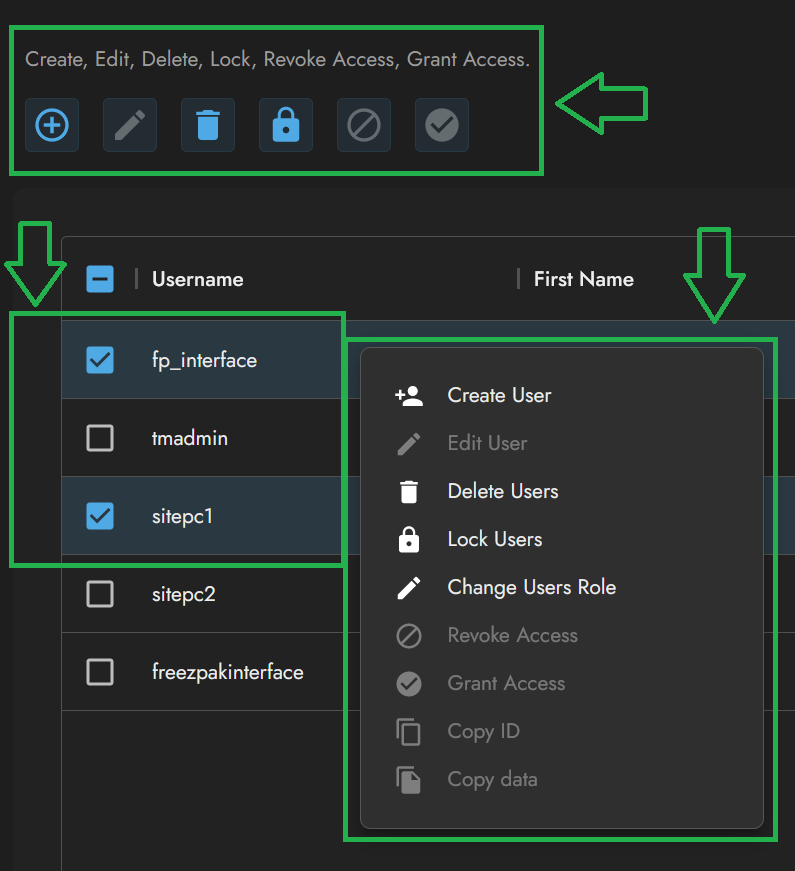 Create, Edit, Delete, Lock, Revoke Access, Grant Access.
Username
First Name
fp_interface
tmadmin
sitepc1
sitepc2
freezpakinterface
Create User
Edit User
Delete Users
Lock Users
Change Users Role
Revoke Access
Grant Access
Copy ID
Copy data